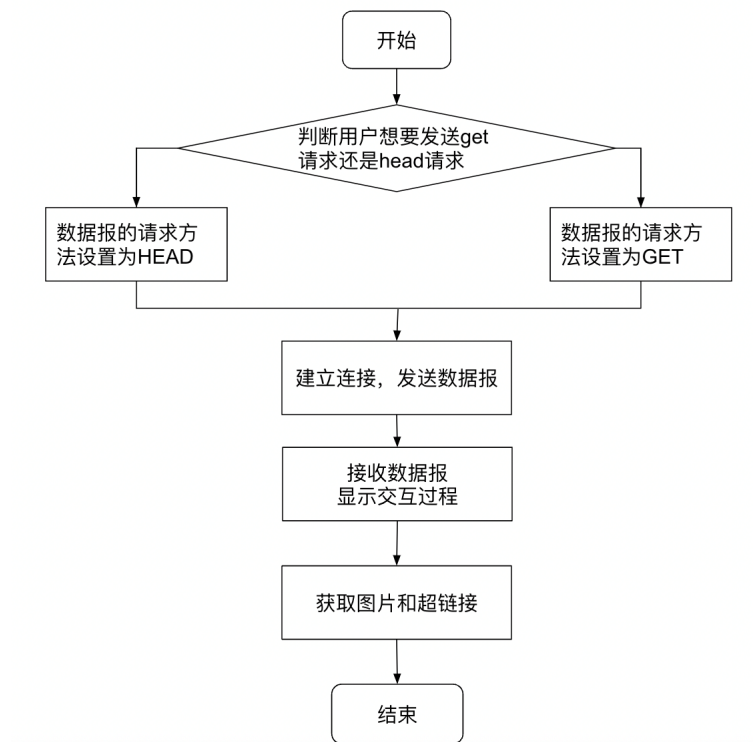 开始
判断用户想要发送get
请求还是head请求
数据报的请求方
法设置为HEAD
数据报的请求方
法设置为GET
建立连接，发送数据报
接收数据报
显示交互过程
获取图片和超链接
结束